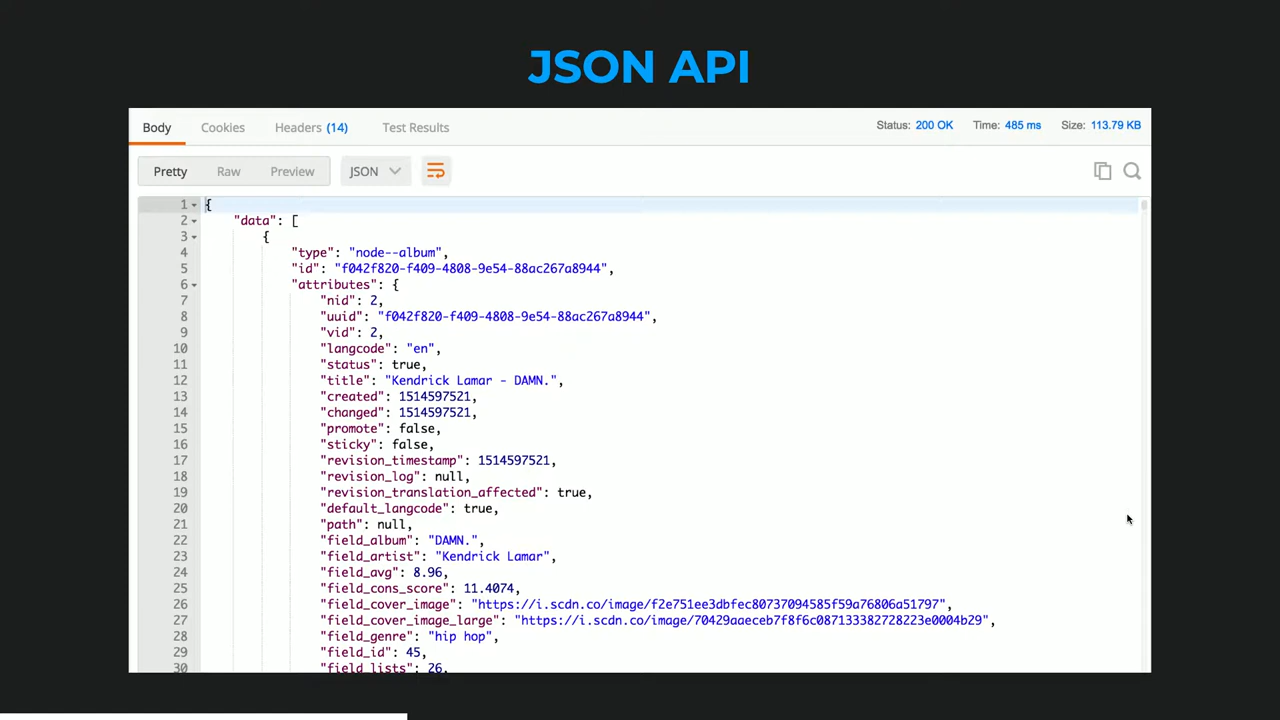 JSON API
Body Cookies Headers (14) Test Results Status: 200 OK Time: 485 ms Size: 113.79 KB
Pretty Raw Preview JSON
1 {
2 "data": [
3 {
4 "type": "node--album",
5 "id": "f042f820-f409-4808-9e54-88ac267a8944",
6 "attributes": {
7 "nid": 2,
8 "uuid": "f042f820-f409-4808-9e54-88ac267a8944",
9 "vid": 2,
10 "langcode": "en",
11 "status": true,
12 "title": "Kendrick Lamar - DAMN.",
13 "created": 1514597521,
14 "changed": 1514597521,
15 "promote": false,
16 "sticky": false,
17 "revision_timestamp": 1514597521,
18 "revision_log": null,
19 "revision_translation_affected": true,
20 "default_langcode": true,
21 "path": null,
22 "field_album": "DAMN.",
23 "field_artist": "Kendrick Lamar",
24 "field_avg": 8.96,
25 "field_cons_score": 11.4074,
26 "field_cover_image": "https://i.scdn.co/image/f2e751ee3dbfec80737094585f59a76806a51797",
27 "field_cover_image_large": "https://i.scdn.co/image/70429aaeceb7f8f6c087133382728223e0004b29",
28 "field_genre": "hip hop",
29 "field_id": 45,
30 "field_lists": 26,